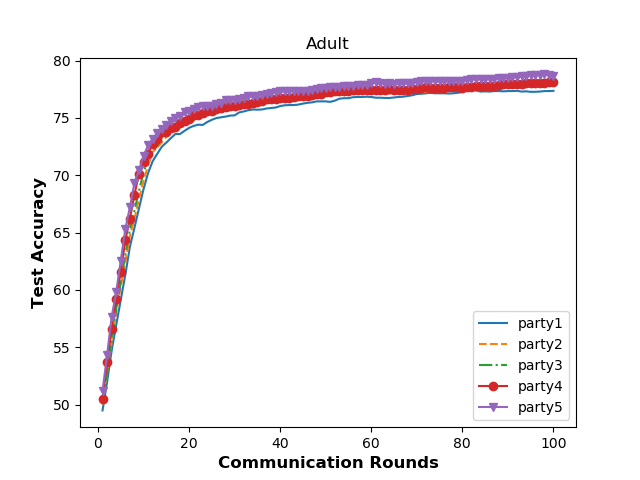 Adult
80
75
70
65
60
55
50
Test Accuracy
0 20 40 60 80 100
Communication Rounds
party1
party2
party3
party4
party5